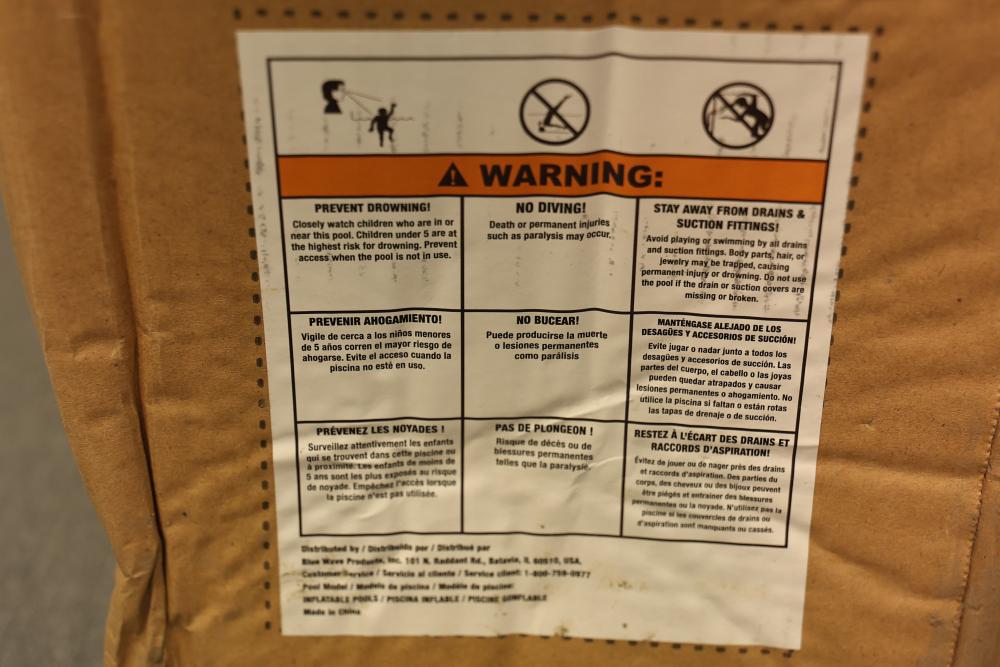 WARNING:
PREVENT DROWNING!
Closely watch children who are in or
near this pool. Children under 5 are at
the highest risk for drowning. Prevent
access when the pool is not in use.
NO DIVING!
Death or permanent injuries
such as paralysis may occur.
STAY AWAY FROM DRAINS &
SUCTION FITTINGS!
Avoid playing or swimming by all drains
and suction fittings. Body parts, hair, or
jewelry may be trapped, causing
permanent injury or drowning. Do not use
the pool if the drain or suction covers are
missing or broken.
PREVENIR AHOGAMIENTO!
Vigile de cerca a los niños menores
de 5 años corren el mayor riesgo de
ahogarse. Evite el acceso cuando la
piscina no esté en uso.
NO BUCEAR!
Puede producirse la muerte
o lesiones permanentes
como parálisis
MANTÉNGASE ALEJADO DE LOS
DESAGÜES Y ACCESORIOS DE SUCCIÓN!
Evite jugar o nadar junto a todos los
desagües y accesorios de succión. Las
partes del cuerpo, el cabello o las joyas
pueden quedar atrapados y causar
lesiones permanentes o ahogamiento. No
utilice la piscina si faltan o están rotas
las tapas de drenaje o de succión.
PRÉVENEZ LES NOYADES !
Surveillez attentivement les enfants
qui se trouvent dans cette piscine ou
à proximité. Les enfants de moins de
5 ans sont les plus exposés au risque
de noyade. Empêchez l'accès lorsque
la piscine n'est pas utilisée.
PAS DE PLONGEON !
Risque de décès ou de
blessures permanentes
telles que la paralysie.
RESTEZ À L'ÉCART DES DRAINS ET
RACCORDS D'ASPIRATION!
Évitez de jouer ou de nager près des drains
et raccords d'aspiration. Des parties du
corps, des cheveux ou des bijoux peuvent
être piégés et entraîner des blessures
permanentes ou la noyade. N'utilisez pas la
piscine si les couvercles de drains ou
d'aspiration sont manquants ou cassés.
Distributed by / Distribuido por / Distribué par
Blue Wave Products, Inc. 101 N. Raddant Rd., Batavia, IL 60510, USA.
Customer Service / Servicio al cliente / Service client: 1-800-759-0977
Pool Model / Modelo de piscina / Modèle de piscine:
INFLATABLE POOLS / PISCINA INFLABLE / PISCINE GONFLABLE
Made in China